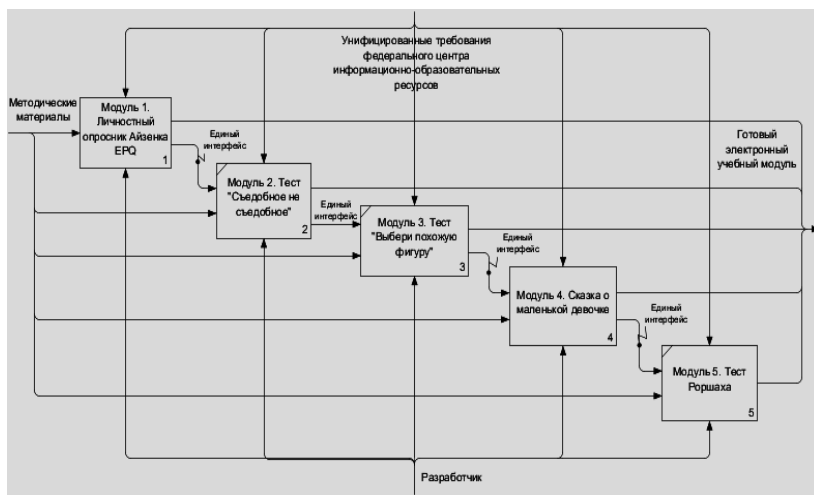 Унифицированные требования
федерального центра
информационно-образовательных
ресурсов
Методические
материалы
Модуль 1.
Личностный
опросник Айзенка
EPQ
1
Единый
интерфейс
Готовый
электронный
учебный модуль
Модуль 2. Тест
"Съедобное не
съедобное"
2
Единый
интерфейс
Модуль 3. Тест
"Выбери похожую
фигуру"
3
Единый
интерфейс
Модуль 4. Сказка о
маленькой девочке
4
Единый
интерфейс
Модуль 5. Тест
Роршаха
5
Разработчик